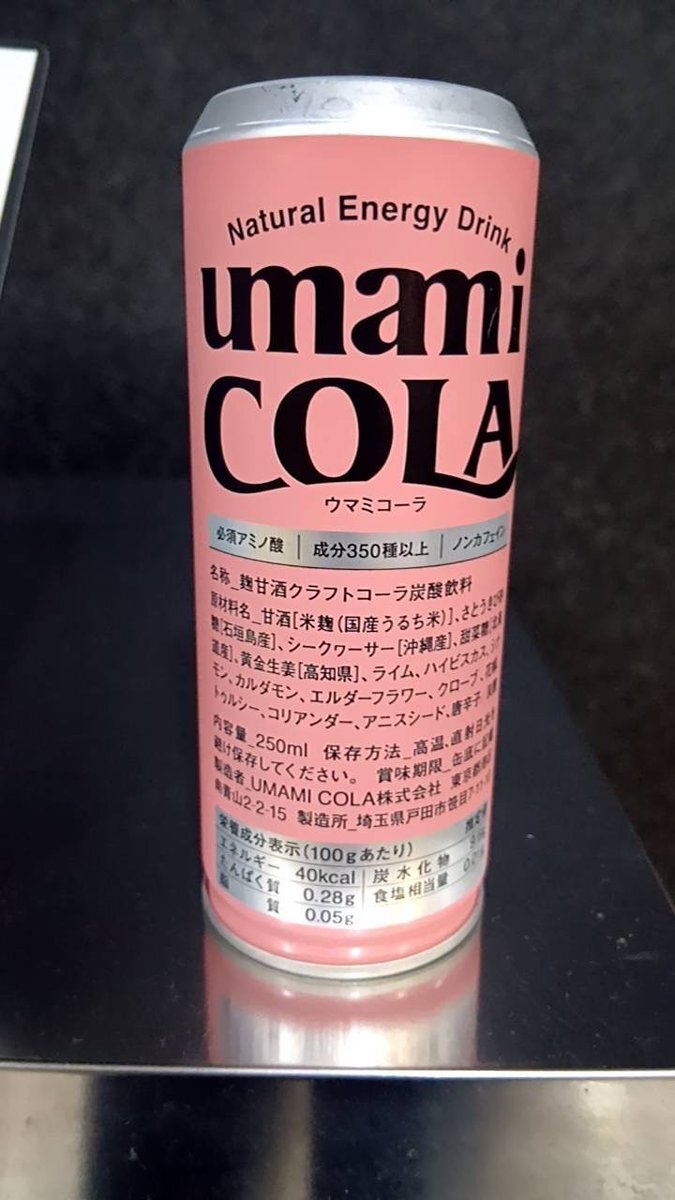 Natural Energy Drink
umami
COLA
ウマミコーラ
必須アミノ酸 | 成分350種以上 | ノンカフェイン
名称_麹甘酒クラフトコーラ炭酸飲料
原材料名_甘酒[米麹(国産うるち米)]、さとうきび
糖[石垣島産]、シークヮーサー[沖縄産]、甜菜糖
道産]、黄金生姜[高知県]、ライム、ハイビスカス、シナ
モン、カルダモン、エルダーフラワー、クローブ、
トゥルシー、コリアンダー、アニスシード、唐辛子
内容量_250ml 保存方法_高温、直射日光を
避け保存してください。 賞味期限_缶底に記載
製造者_UMAMI COLA株式会社 東京都港区
南青山2-2-15 製造所_埼玉県戸田市笹目
栄養成分表示(100gあたり)
エネルギー 40kcal 炭水化物
たんぱく質 0.28g 食塩相当量
脂質 0.05g